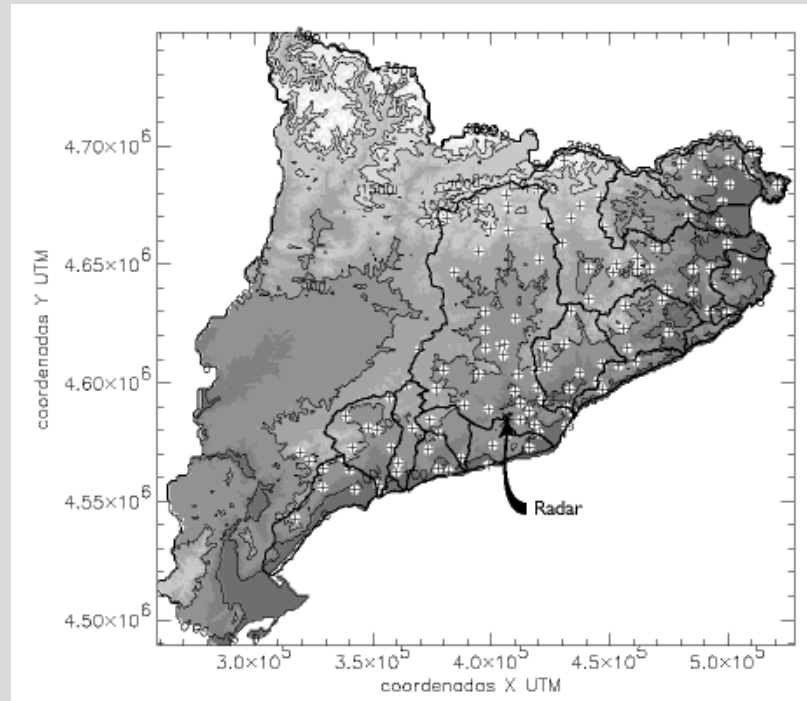 4.70×10⁶
4.65×10⁶
4.60×10⁶
4.55×10⁶
4.50×10⁶
coordenadas Y UTM
Radar
3.0×10⁵ 3.5×10⁵ 4.0×10⁵ 4.5×10⁵ 5.0×10⁵
coordenadas X UTM